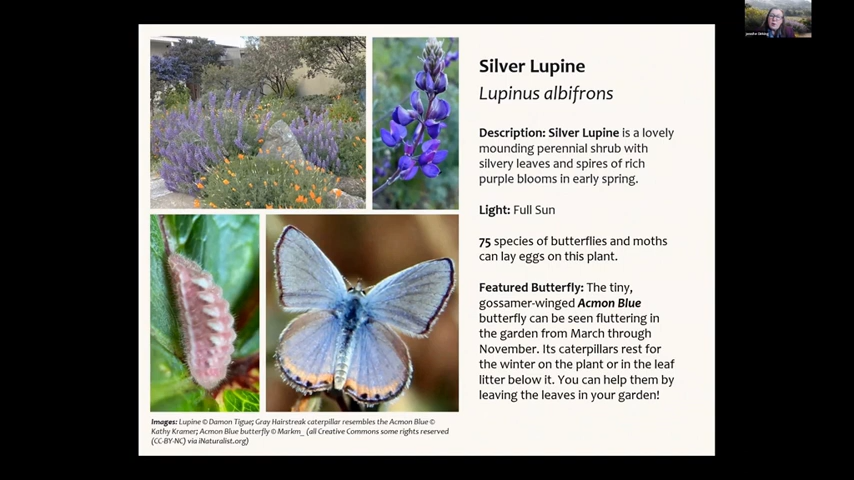 Silver Lupine
Lupinus albifrons
Description: Silver Lupine is a lovely
mounding perennial shrub with
silvery leaves and spires of rich
purple blooms in early spring.
Light: Full Sun
75 species of butterflies and moths
can lay eggs on this plant.
Featured Butterfly: The tiny,
gossamer-winged Acmon Blue
butterfly can be seen fluttering in
the garden from March through
November. Its caterpillars rest for
the winter on the plant or in the leaf
litter below it. You can help them by
leaving the leaves in your garden!
Images: Lupine © Damon Tigue; Gray Hairstreak caterpillar resembles the Acmon Blue ©
Kathy Kramer; Acmon Blue butterfly © Markm_ (all Creative Commons some rights reserved
(CC-BY-NC) via iNaturalist.org)